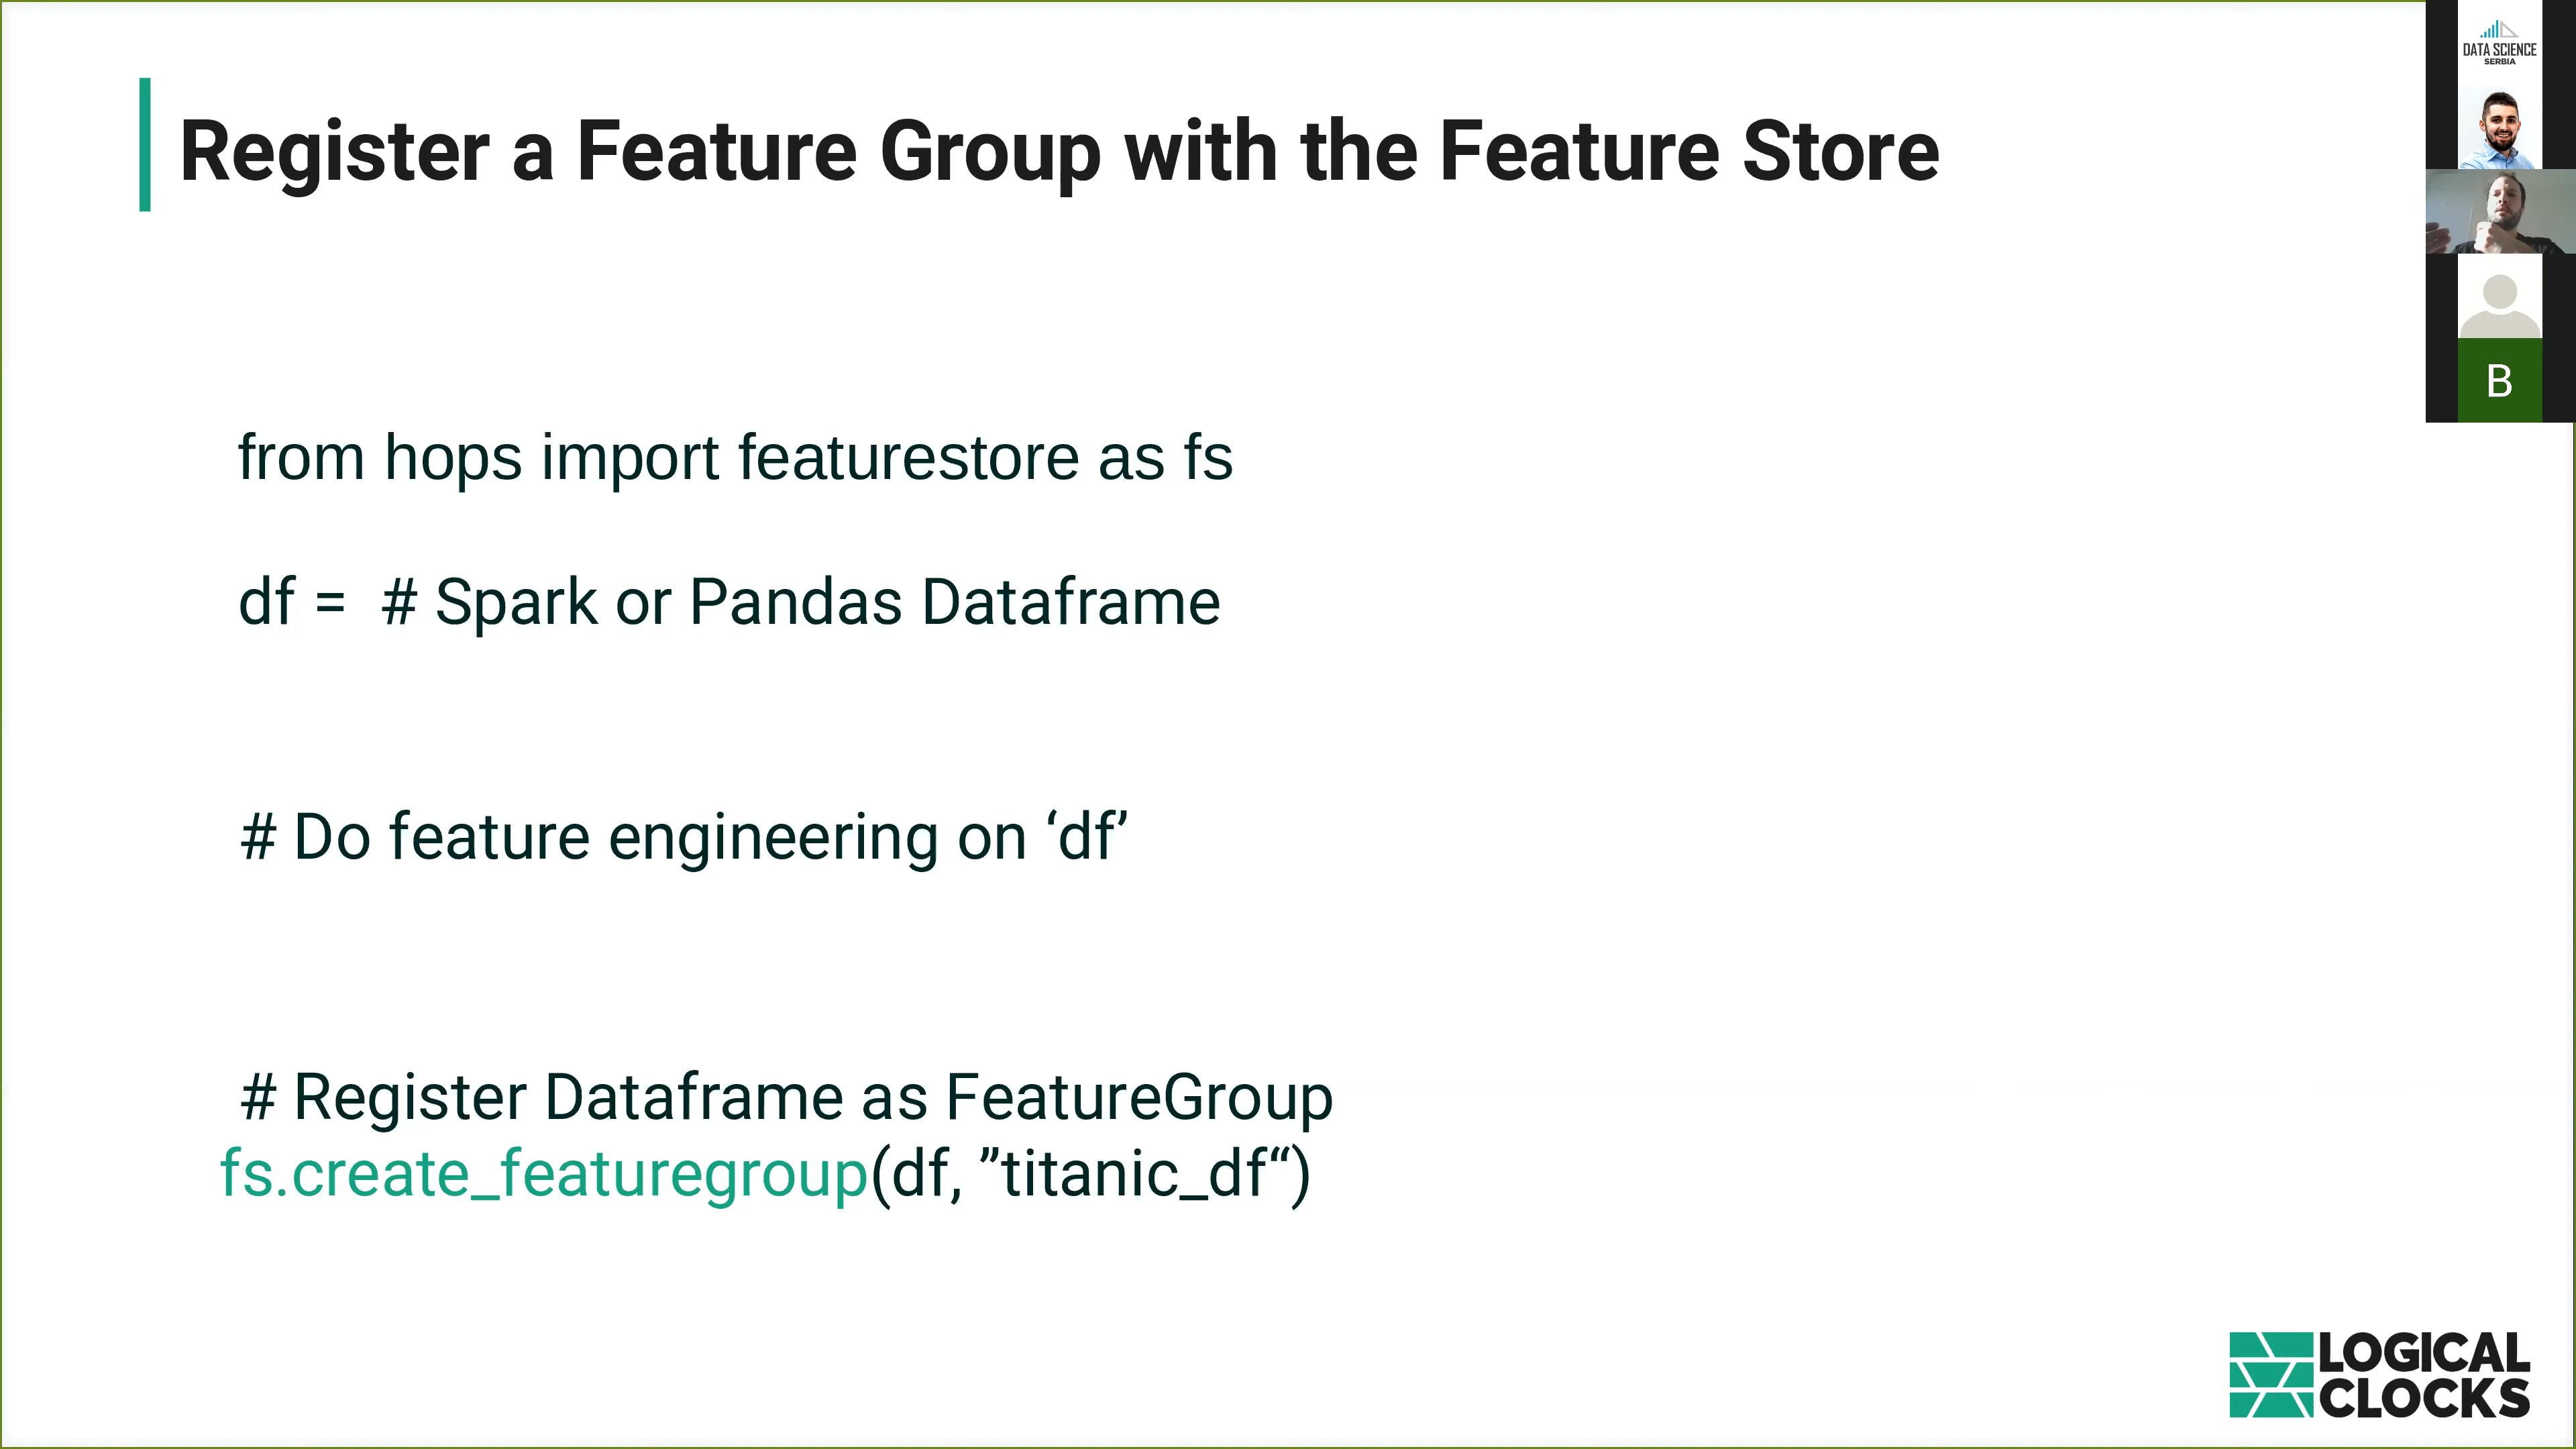 Register a Feature Group with the Feature Store
from hops import featurestore as fs
df =  # Spark or Pandas Dataframe
# Do feature engineering on ‘df’
# Register Dataframe as FeatureGroup
fs.create_featuregroup(df, ”titanic_df“)
DATA SCIENCE
SERBIA
B
LOGICAL
CLOCKS